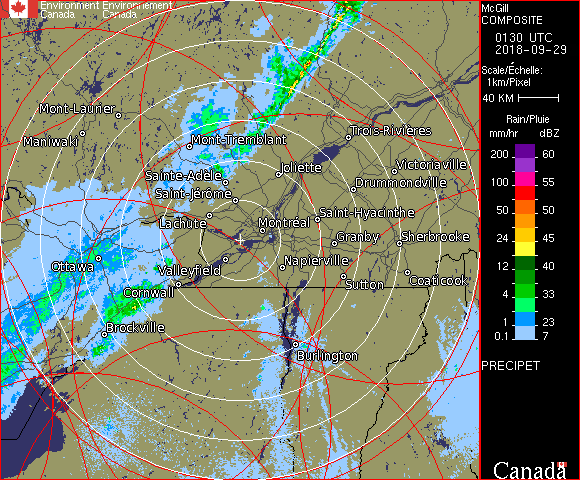 Environment Environnement
Canada Canada
McGill
COMPOSITE
0130 UTC
2018-09-29
Scale/Échelle:
1km/Pixel
40 KM
Rain/Pluie
mm/hr dBZ
200 60
100 55
50 50
24 45
12 40
4 33
1 23
0.1 7
PRECIPET
Canada
Mont-Laurier
Maniwaki
Mont-Tremblant
Trois-Rivières
Joliette
Victoriaville
Sainte-Adèle
Drummondville
Saint-Jérôme
Saint-Hyacinthe
Lachute
Montréal
Granby
Sherbrooke
Ottawa
Valleyfield
Napierville
Sutton
Coaticook
Cornwall
Brockville
Burlington